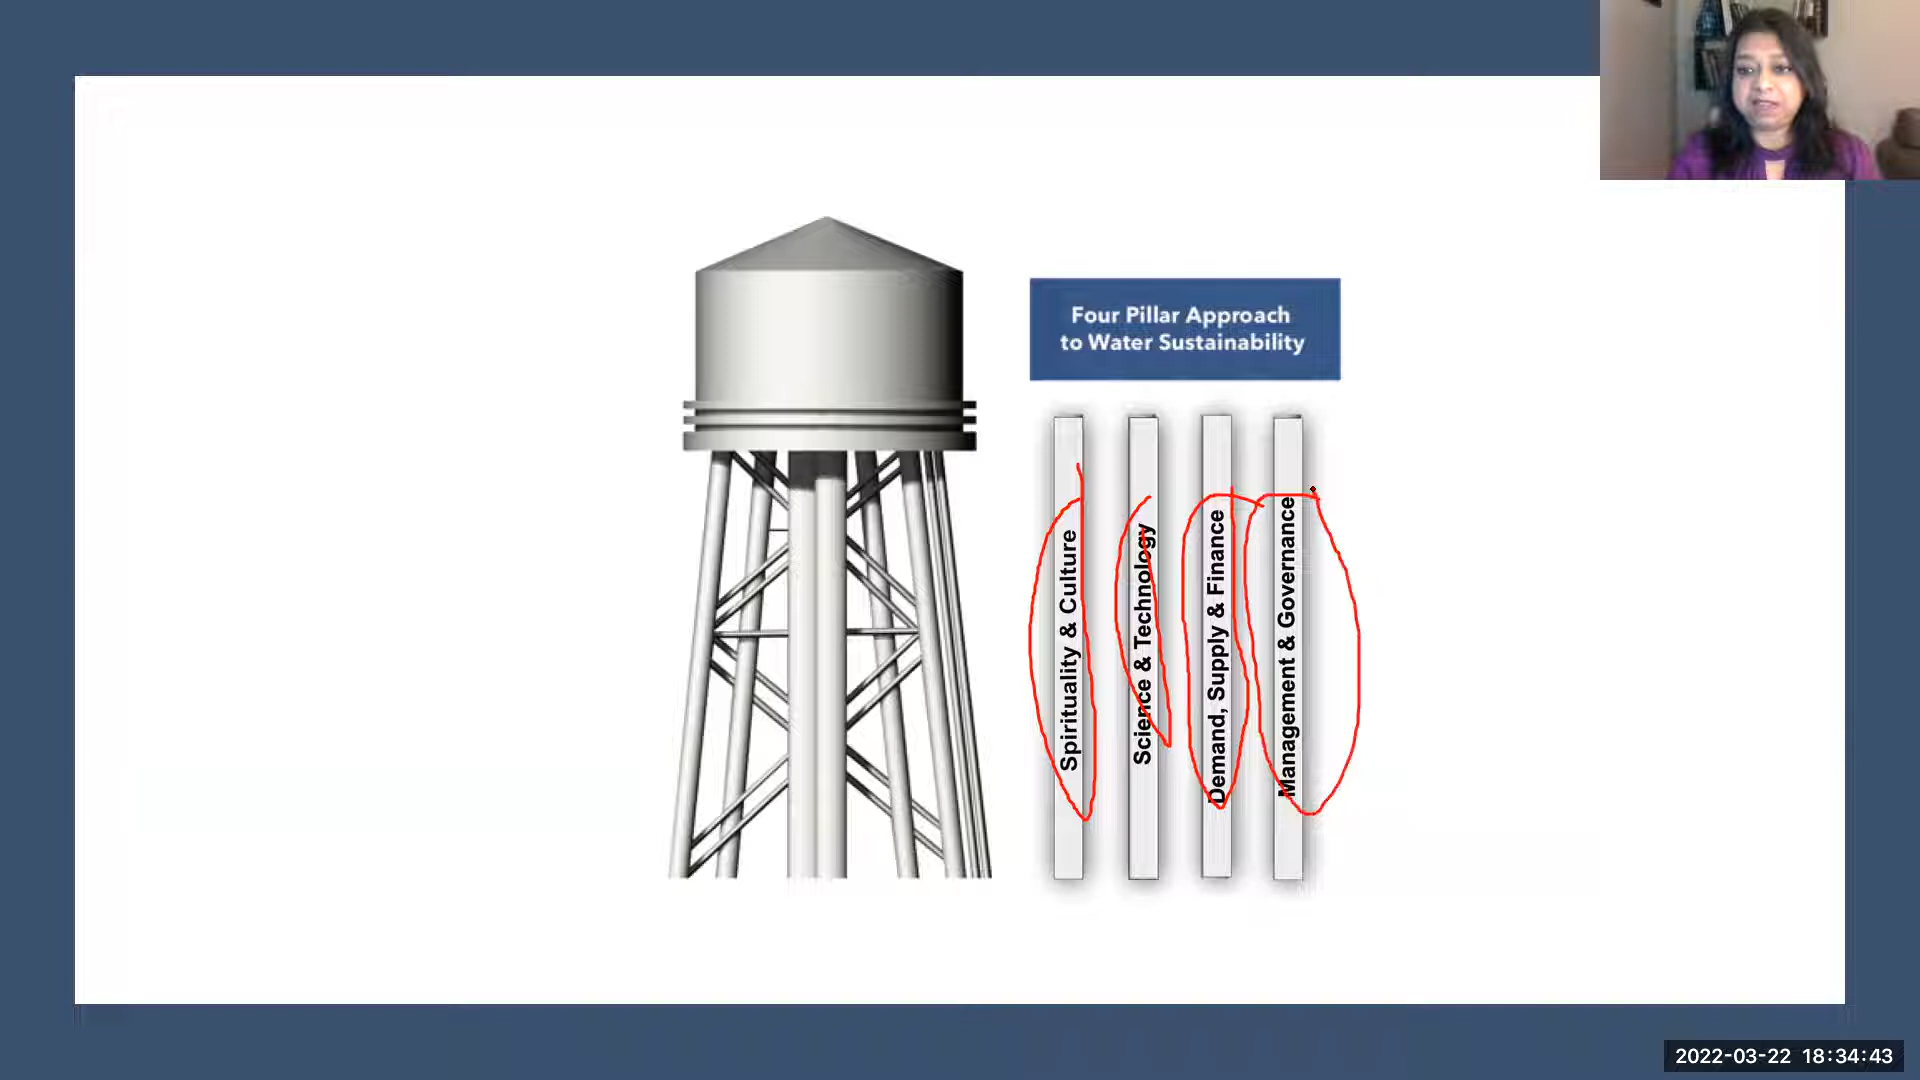 Four Pillar Approach
to Water Sustainability
Spirituality & Culture
Science & Technology
Demand, Supply & Finance
Management & Governance
2022-03-22 18:34:43